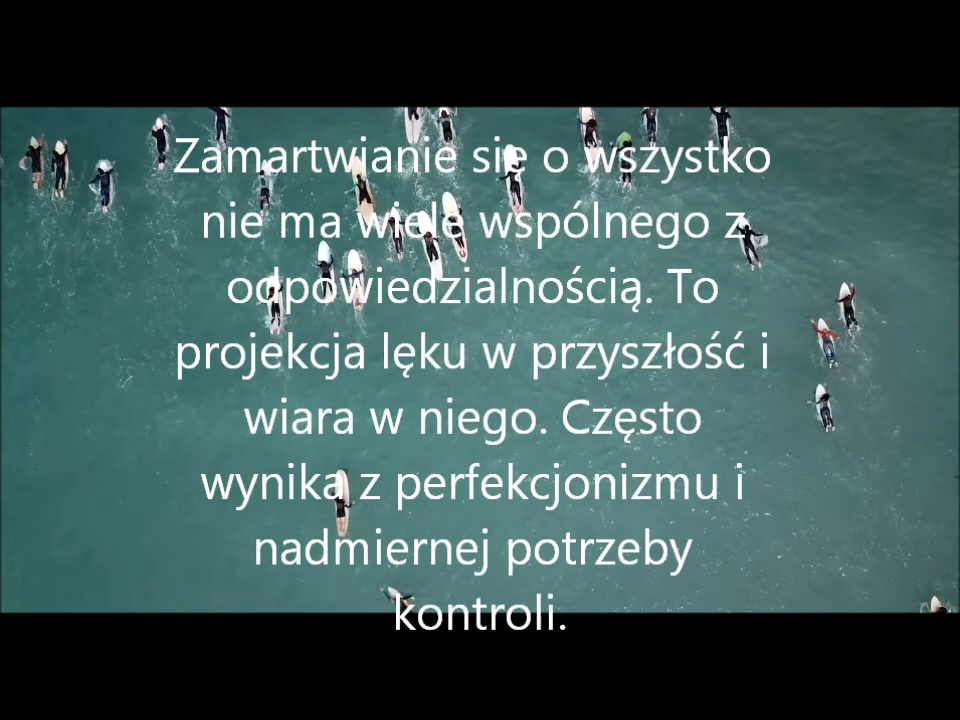 Zamartwianie się o wszystko
nie ma wiele wspólnego z
odpowiedzialnością. To
projekcja lęku w przyszłość i
wiara w niego. Często
wynika z perfekcjonizmu i
nadmiernej potrzeby
kontroli.